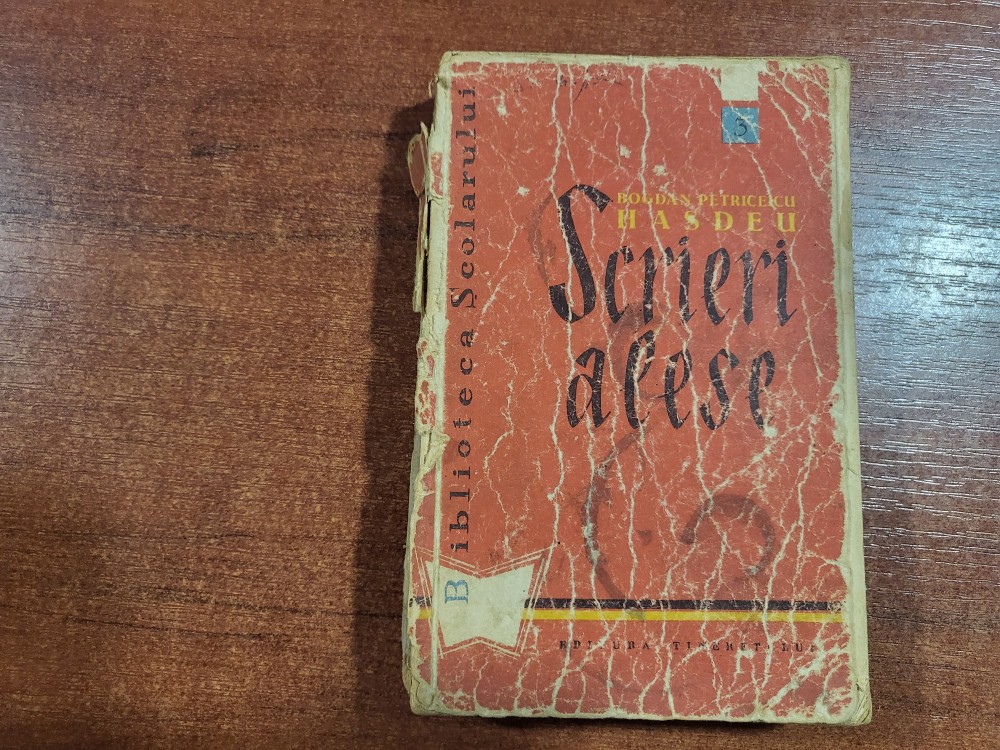 Biblioteca Școlarului
3
BOGDAN PETRICEICU
HASDEU
Scrieri
alese
EDITURA TINERETULUI